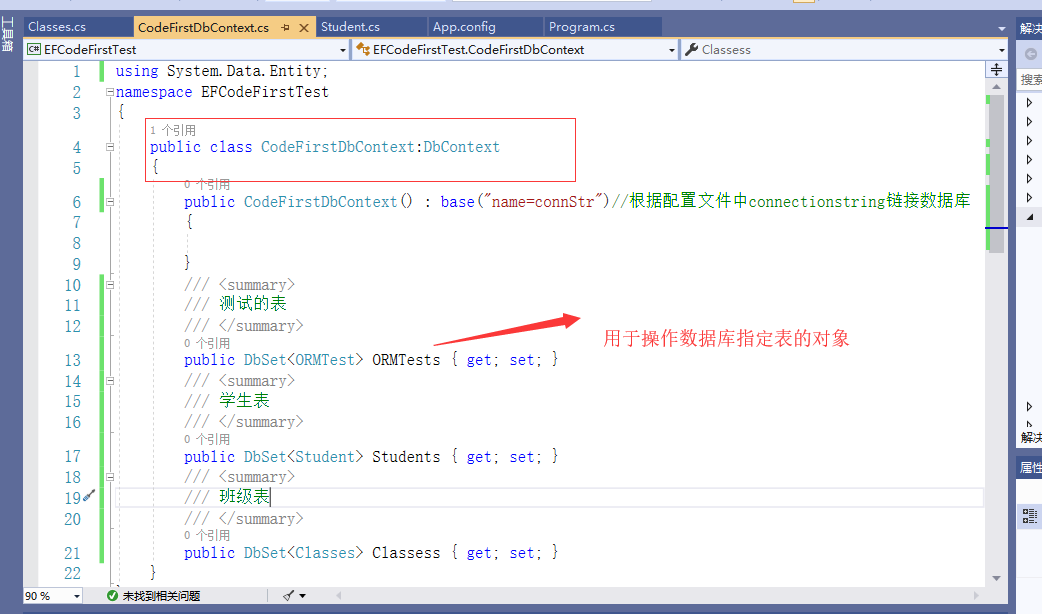 工具箱
Classes.cs
CodeFirstDbContext.cs
Student.cs
App.config
Program.cs
解决
C# EFCodeFirstTest
EFCodeFirstTest.CodeFirstDbContext
Classess
搜索
1 using System.Data.Entity;
2 namespace EFCodeFirstTest
3 {
1 个引用
4 public class CodeFirstDbContext:DbContext
5 {
0 个引用
6 public CodeFirstDbContext() : base("name=connStr")//根据配置文件中connectionstring链接数据库
7 {
8
9 }
10 /// <summary>
11 /// 测试的表
12 /// </summary>
用于操作数据库指定表的对象
0 个引用
13 public DbSet<ORMTest> ORMTests { get; set; }
14 /// <summary>
15 /// 学生表
16 /// </summary>
0 个引用
17 public DbSet<Student> Students { get; set; }
18 /// <summary>
19 /// 班级表
20 /// </summary>
0 个引用
21 public DbSet<Classes> Classess { get; set; }
22 }
解决
属性
90 %
未找到相关问题